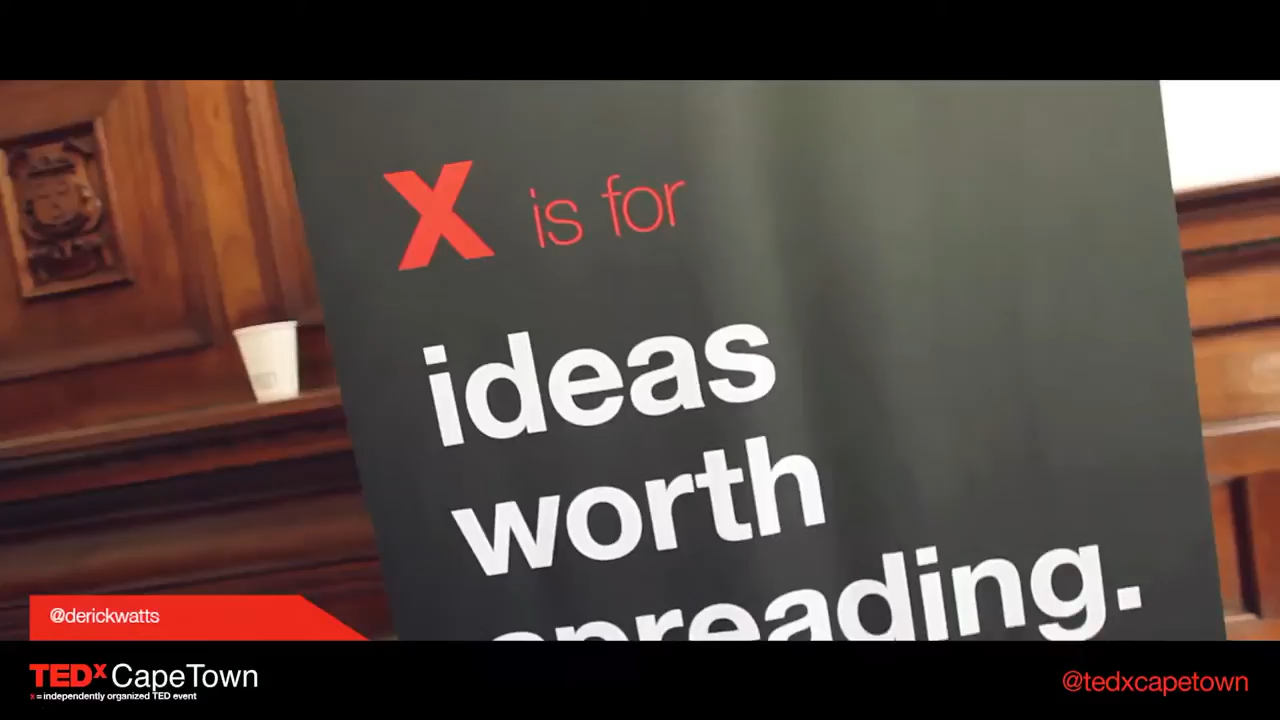 X is for
ideas
worth
spreading.
@derickwatts
TEDx CapeTown
x = independently organized TED event
@tedxcapetown